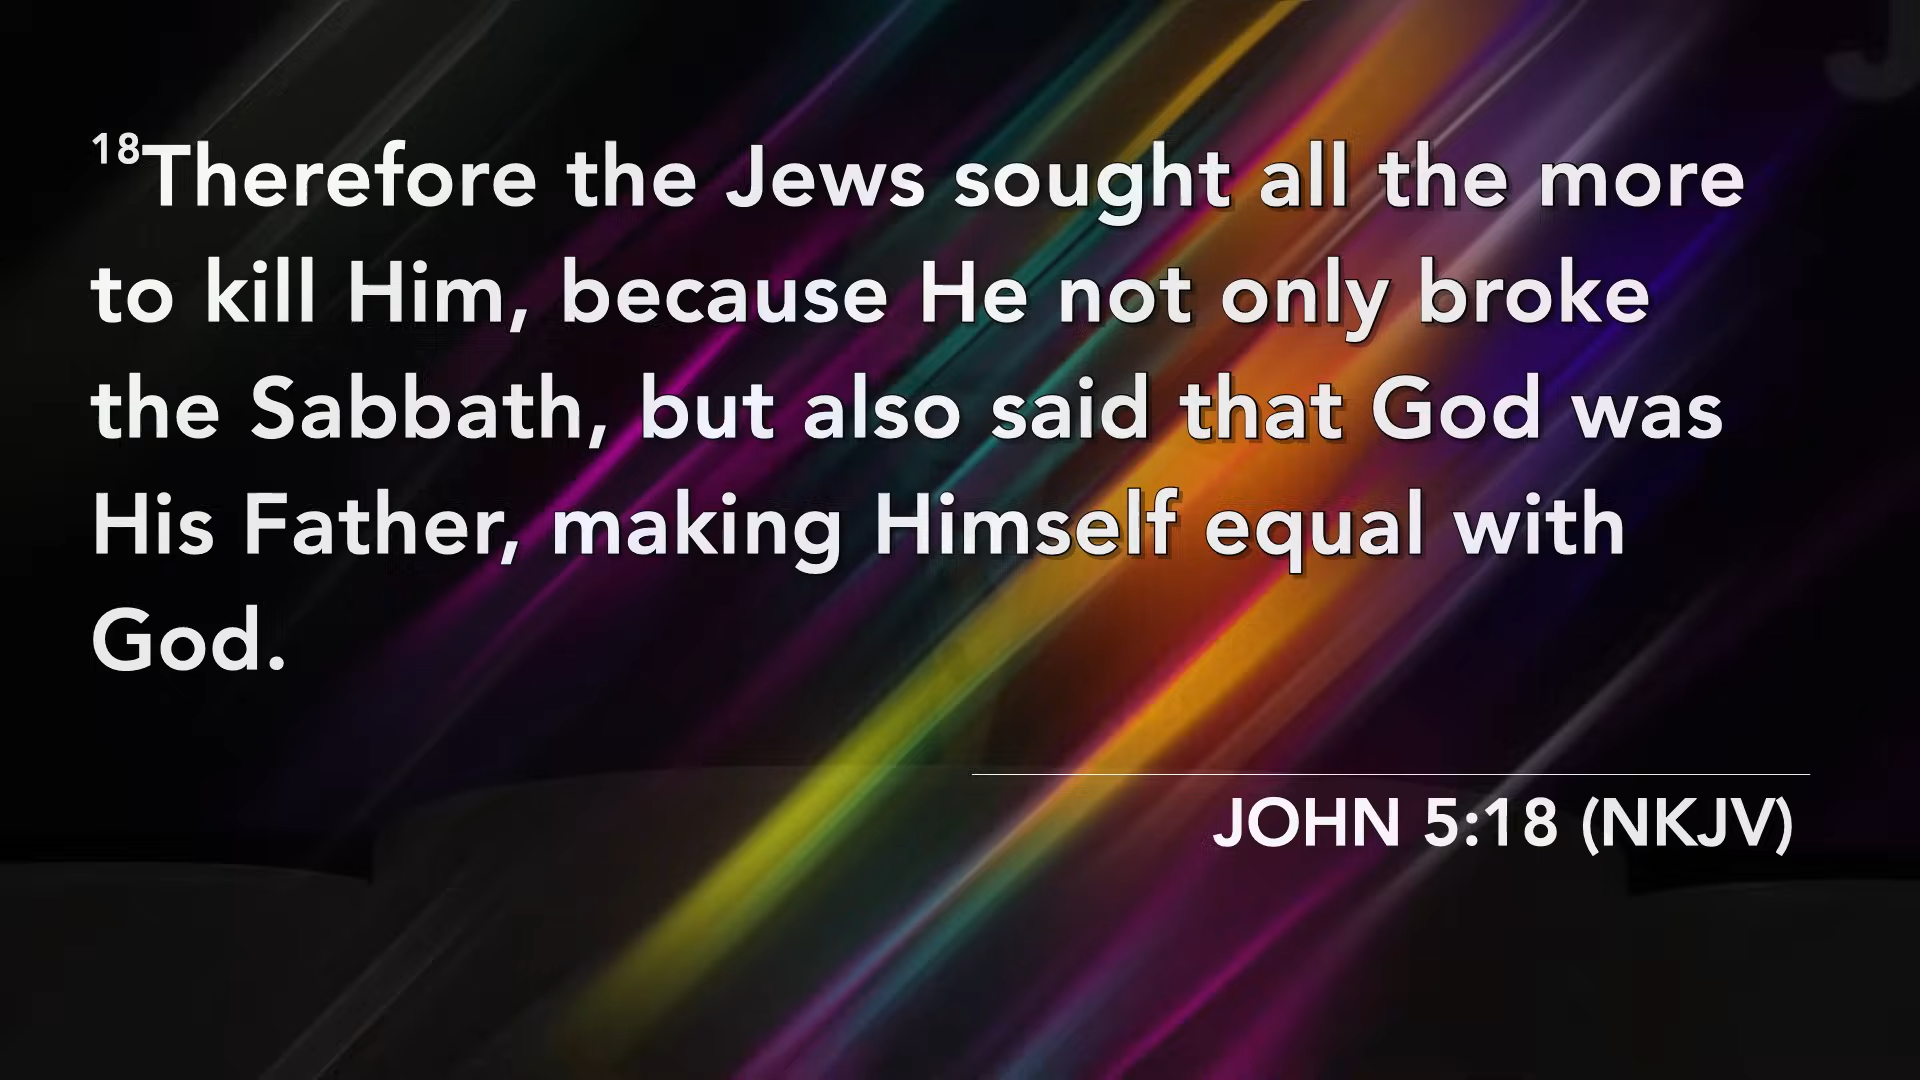 18Therefore the Jews sought all the more
to kill Him, because He not only broke
the Sabbath, but also said that God was
His Father, making Himself equal with
God.
JOHN 5:18 (NKJV)